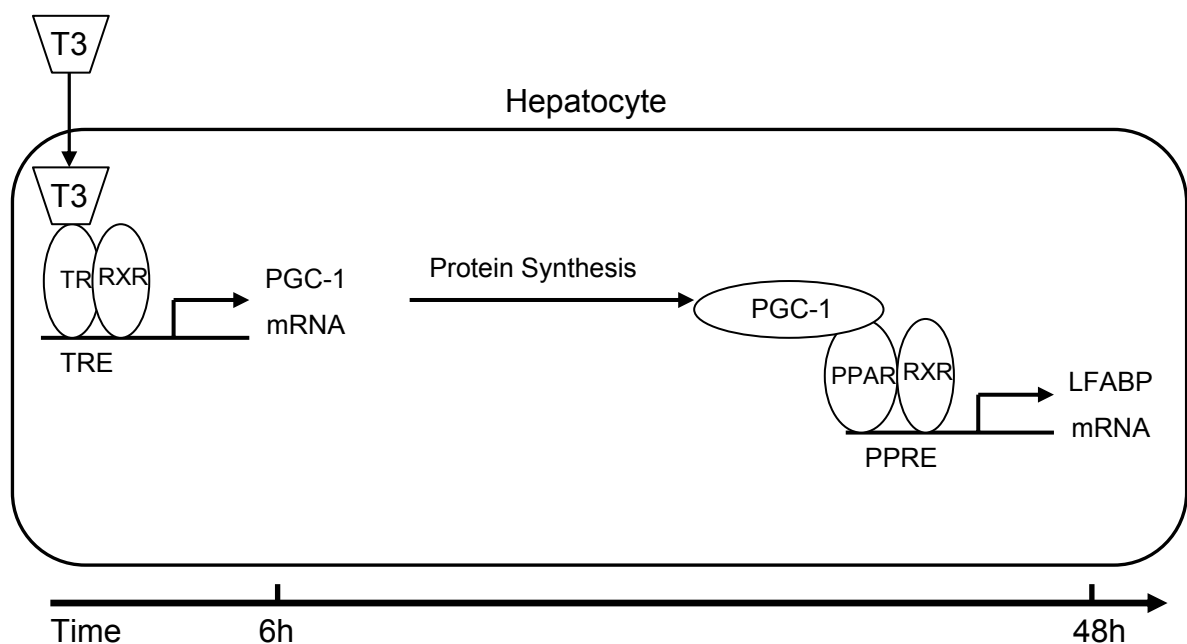 T3
Hepatocyte
T3
TR
RXR
PGC-1
mRNA
TRE
Protein Synthesis
PGC-1
PPAR
RXR
LFABP
mRNA
PPRE
Time
6h
48h